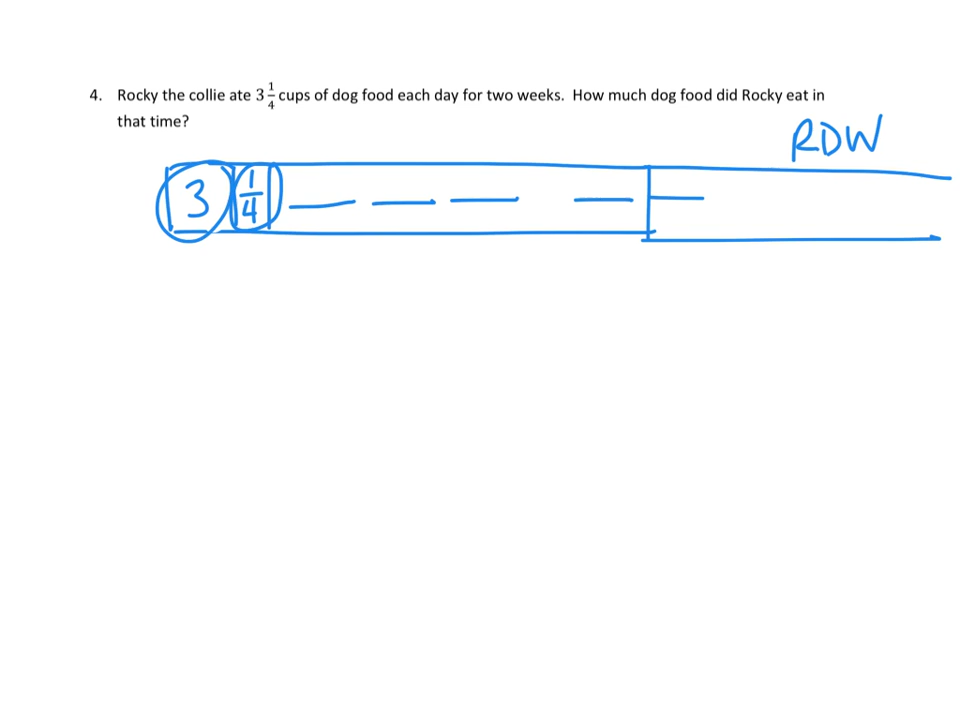 4. Rocky the collie ate 3 1/4 cups of dog food each day for two weeks. How much dog food did Rocky eat in
that time?
RDW
3 1/4